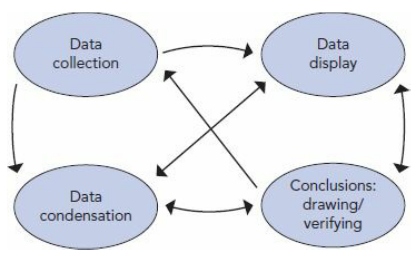 Data
collection
Data
display
Data
condensation
Conclusions:
drawing/
verifying